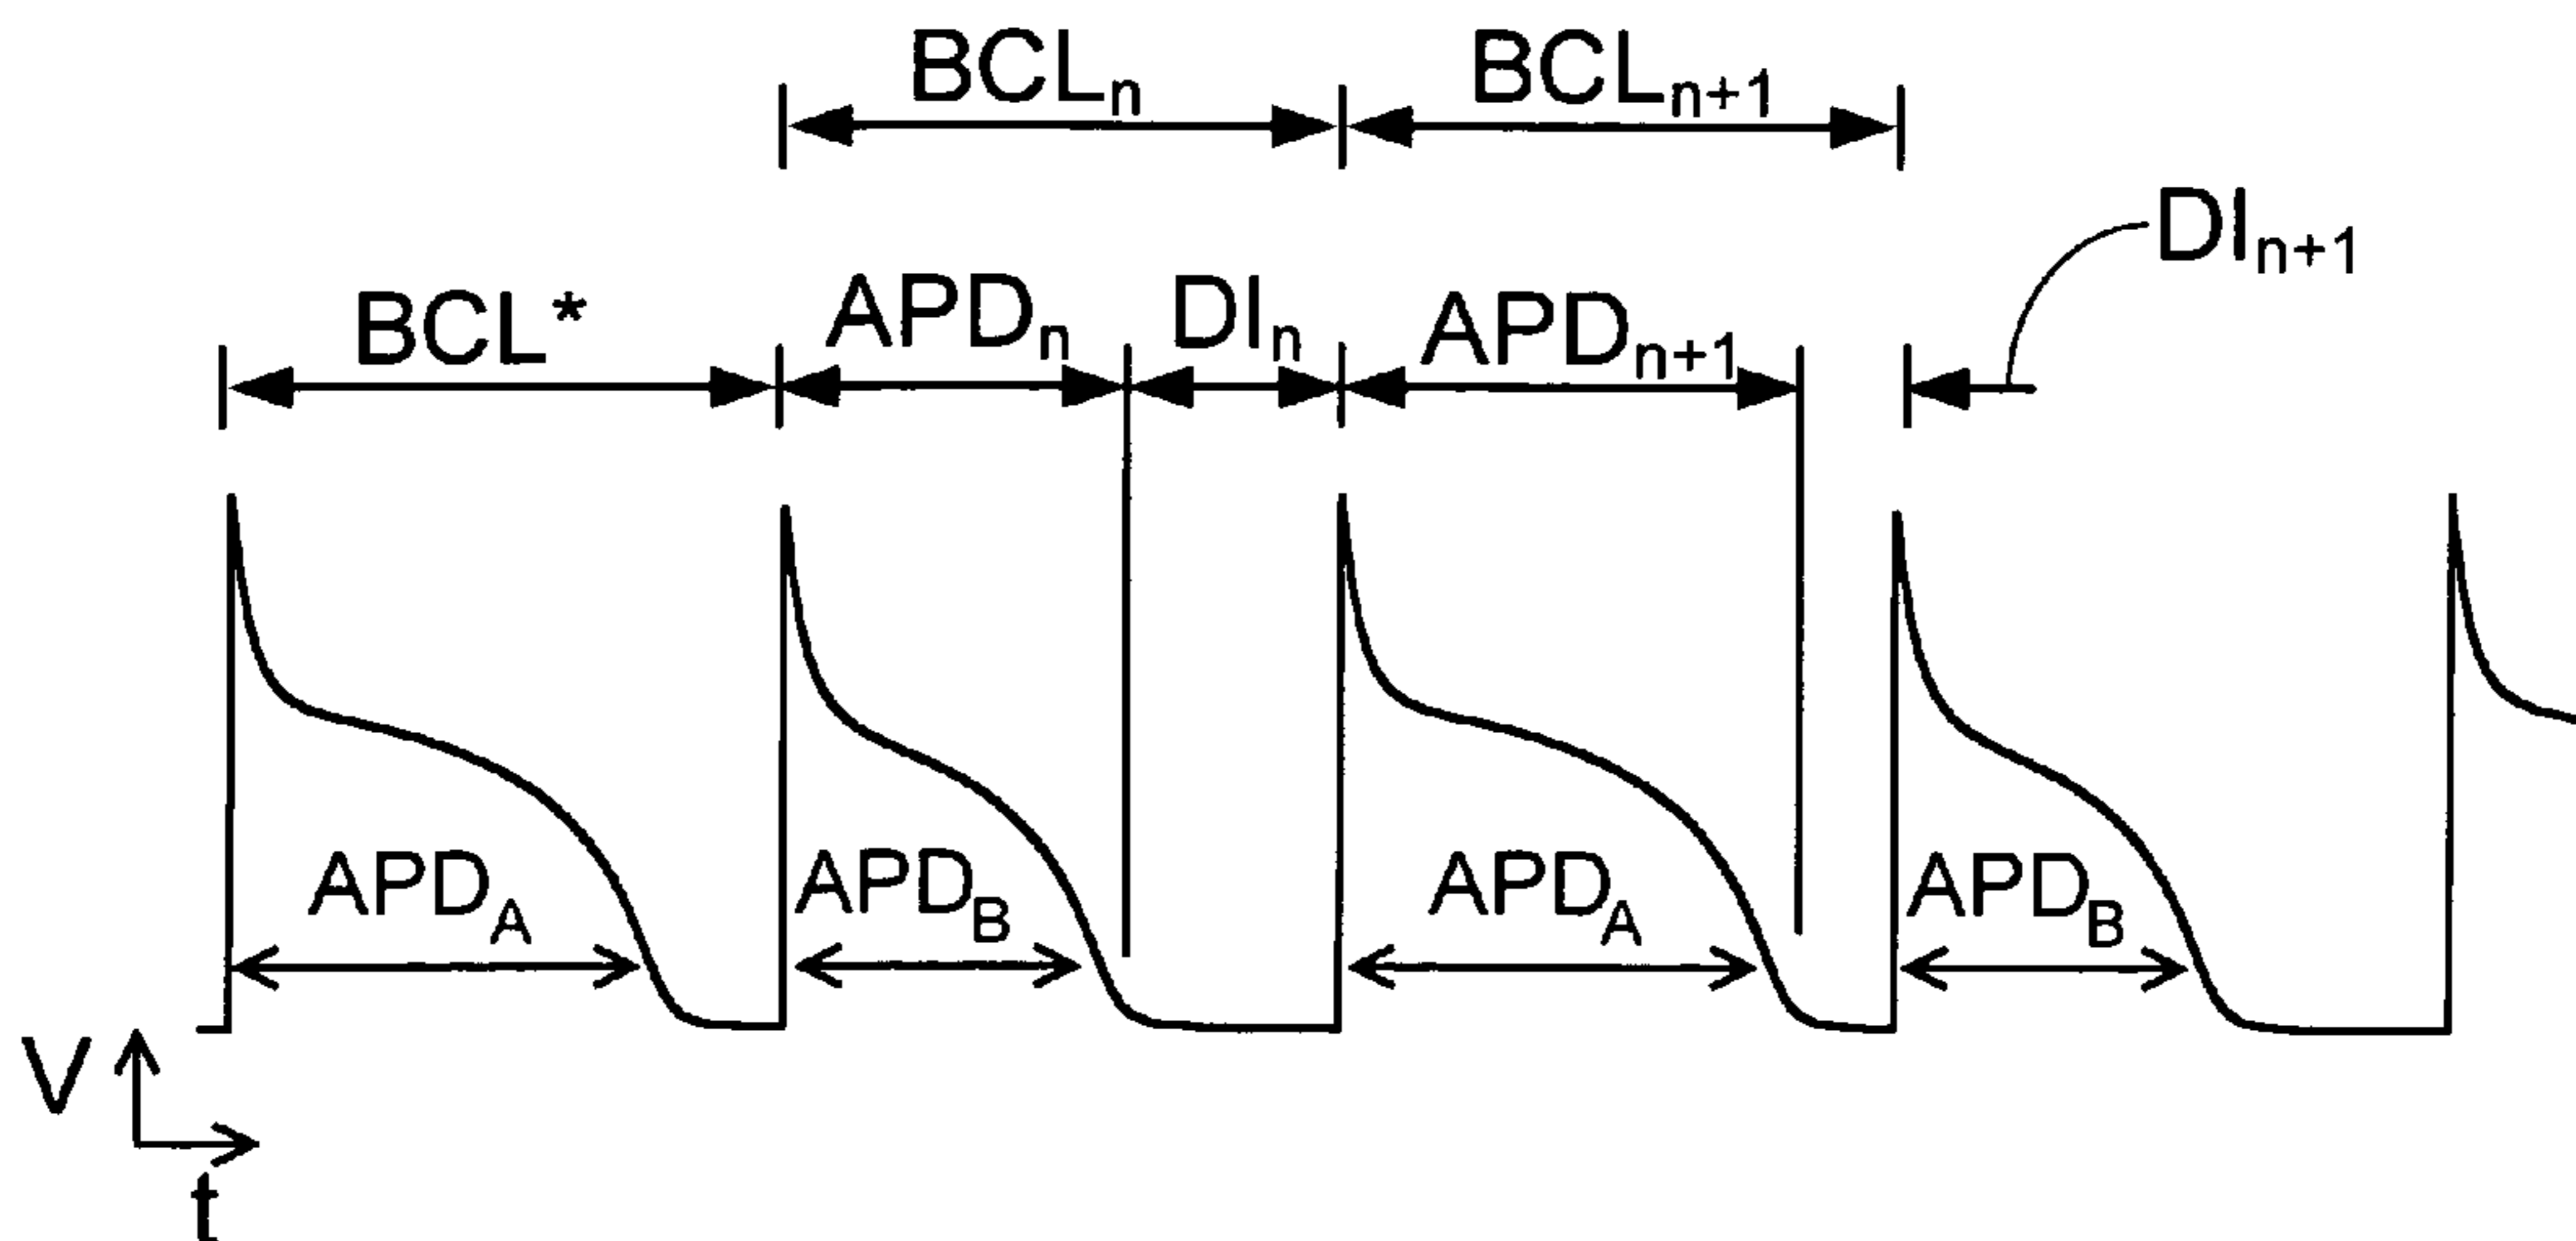 BCLn BCLn+1
DIn+1
BCL* APDn DIn APDn+1
APDA APDB APDA APDB
V
t